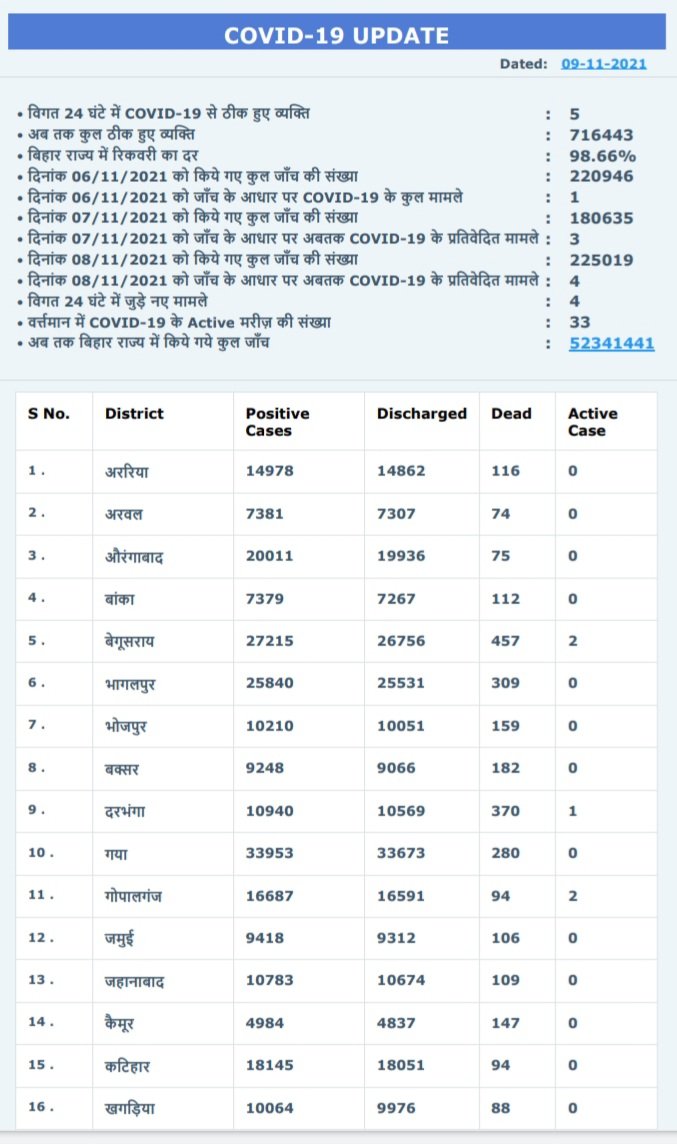 COVID-19 UPDATE
Dated: 09-11-2021
• विगत 24 घंटे में COVID-19 से ठीक हुए व्यक्ति : 5
• अब तक कुल ठीक हुए व्यक्ति : 716443
• बिहार राज्य में रिकवरी का दर : 98.66%
• दिनांक 06/11/2021 को किये गए कुल जाँच की संख्या : 220946
• दिनांक 06/11/2021 को जाँच के आधार पर COVID-19 के कुल मामले : 1
• दिनांक 07/11/2021 को किये गए कुल जाँच की संख्या : 180635
• दिनांक 07/11/2021 को जाँच के आधार पर अबतक COVID-19 के प्रतिवेदित मामले : 3
• दिनांक 08/11/2021 को किये गए कुल जाँच की संख्या : 225019
• दिनांक 08/11/2021 को जाँच के आधार पर अबतक COVID-19 के प्रतिवेदित मामले : 4
• विगत 24 घंटे में जुड़े नए मामले : 4
• वर्त्तमान में COVID-19 के Active मरीज़ की संख्या : 33
• अब तक बिहार राज्य में किये गये कुल जाँच : 52341441
S No. District Positive Cases Discharged Dead Active Case
1 . अररिया 14978 14862 116 0
2 . अरवल 7381 7307 74 0
3 . औरंगाबाद 20011 19936 75 0
4 . बांका 7379 7267 112 0
5 . बेगूसराय 27215 26756 457 2
6 . भागलपुर 25840 25531 309 0
7 . भोजपुर 10210 10051 159 0
8 . बक्सर 9248 9066 182 0
9 . दरभंगा 10940 10569 370 1
10 . गया 33953 33673 280 0
11 . गोपालगंज 16687 16591 94 2
12 . जमुई 9418 9312 106 0
13 . जहानाबाद 10783 10674 109 0
14 . कैमूर 4984 4837 147 0
15 . कटिहार 18145 18051 94 0
16 . खगड़िया 10064 9976 88 0